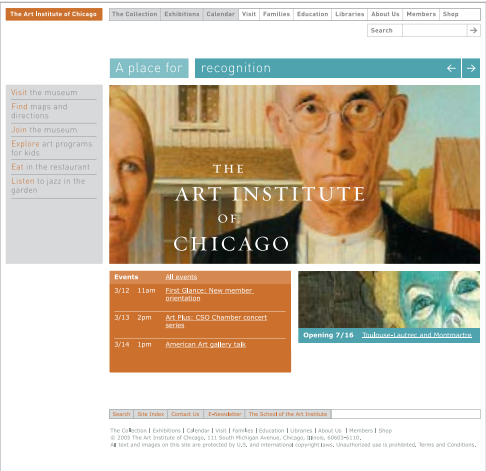 The Art Institute of Chicago
The Collection Exhibitions Calendar Visit Families Education Libraries About Us Members Shop
Search
A place for recognition
Visit the museum
Find maps and
directions
Join the museum
Explore art programs
for kids
Eat in the restaurant
Listen to jazz in the
garden
THE
ART INSTITUTE
OF
CHICAGO
Events All events
3/12 11am First Glance: New member
orientation
3/13 2pm Art Plus: CSO Chamber concert
series
3/14 1pm American Art gallery talk
Opening 7/16 Toulouse-Lautrec and Montmartre
Search Site Index Contact Us E-Newsletter The School of the Art Institute
The Collection | Exhibitions | Calendar | Visit | Families | Education | Libraries | About Us | Members | Shop
© 2005 The Art Institute of Chicago, 111 South Michigan Avenue, Chicago, Illinois, 60603-6110.
All text and images on this site are protected by U.S. and international copyright laws. Unauthorized use is prohibited. Terms and Conditions.